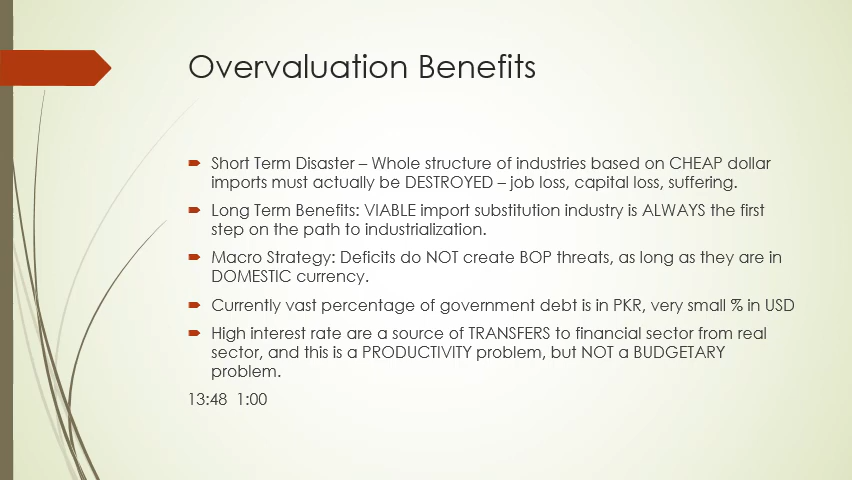 Overvaluation Benefits
Short Term Disaster – Whole structure of industries based on CHEAP dollar
imports must actually be DESTROYED – job loss, capital loss, suffering.
Long Term Benefits: VIABLE import substitution industry is ALWAYS the first
step on the path to industrialization.
Macro Strategy: Deficits do NOT create BOP threats, as long as they are in
DOMESTIC currency.
Currently vast percentage of government debt is in PKR, very small % in USD
High interest rate are a source of TRANSFERS to financial sector from real
sector, and this is a PRODUCTIVITY problem, but NOT a BUDGETARY
problem.
13:48 1:00